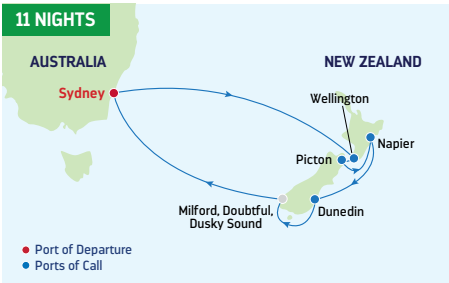 11 NIGHTS
AUSTRALIA
NEW ZEALAND
Sydney
Wellington
Napier
Picton
Milford, Doubtful,
Dusky Sound
Dunedin
Port of Departure
Ports of Call